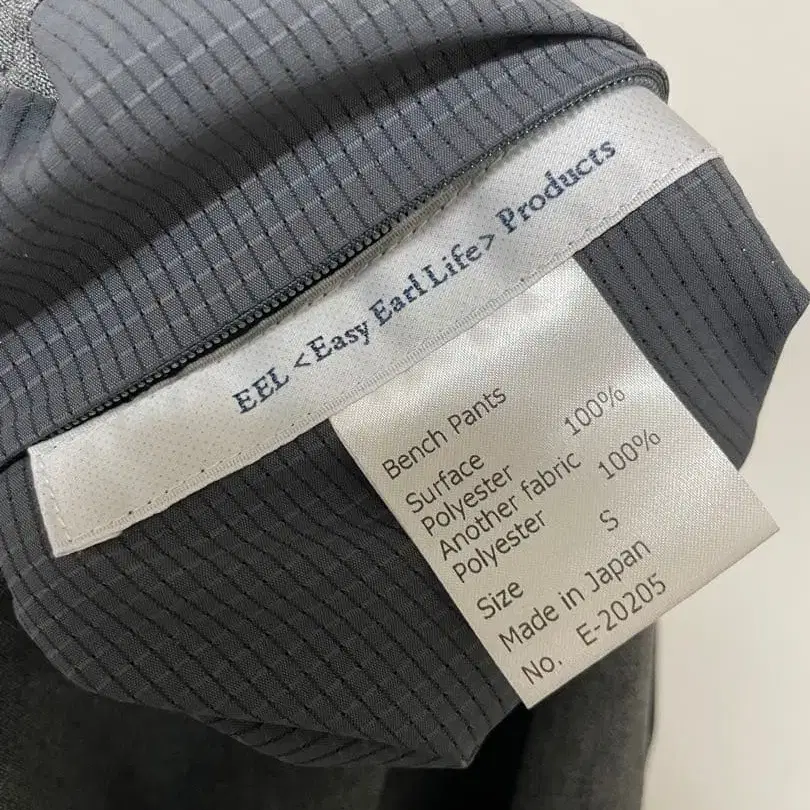 EEL <Easy Earl Life> Products
Bench Pants
Surface
Polyester 100%
Another fabric
Polyester 100%
Size S
Made in Japan
No. E-20205